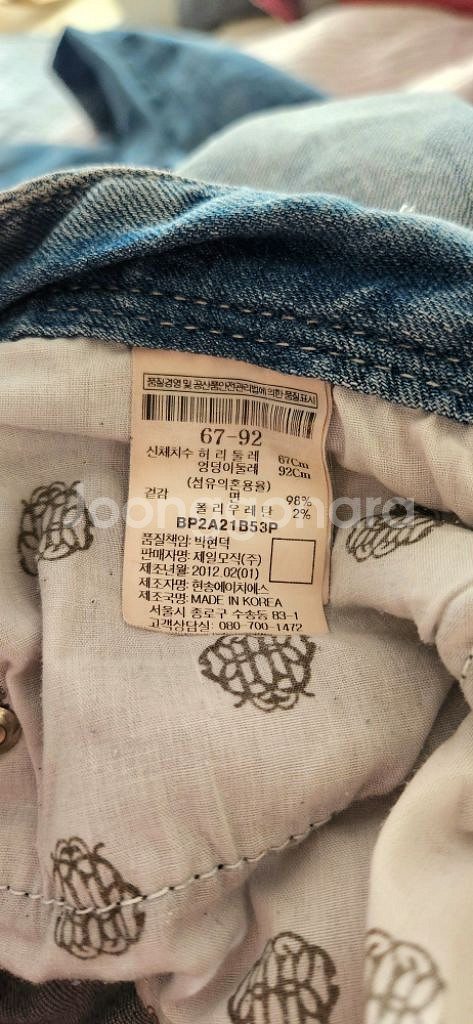 품질경영 및 공산품안전관리법에 의한 품질표시
67-92
신체치수 허리둘레 67Cm
엉덩이둘레 92Cm
(섬유의혼용율)
겉감 면 98%
폴리우레탄 2%
BP2A21B53P
품질책임: 박현덕
판매자명: 제일모직(주)
제조년월: 2012.02(01)
제조자명: 현송에이치에스
제조국명: MADE IN KOREA
서울시 종로구 수송동 83-1
고객상담실: 080-700-1472
Joonggonara